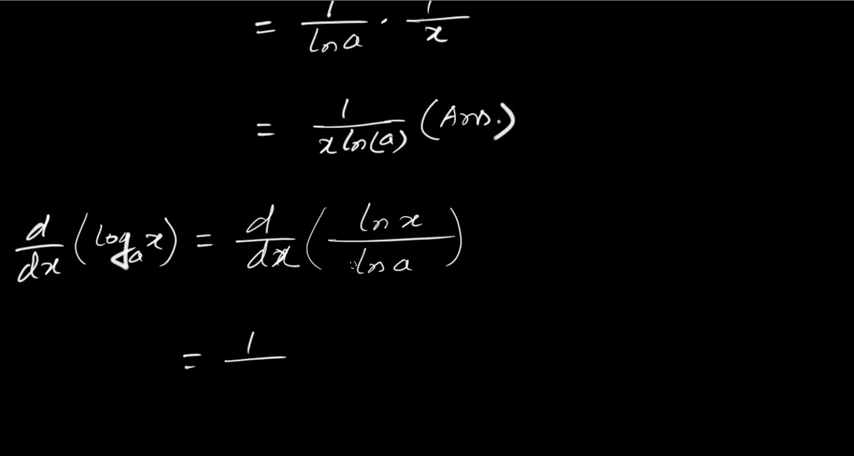 = 1/ln a · 1/x
= 1/(x ln(a)) (Ans.)
d/dx (log_a x) = d/dx (ln x / ln a)
= 1/